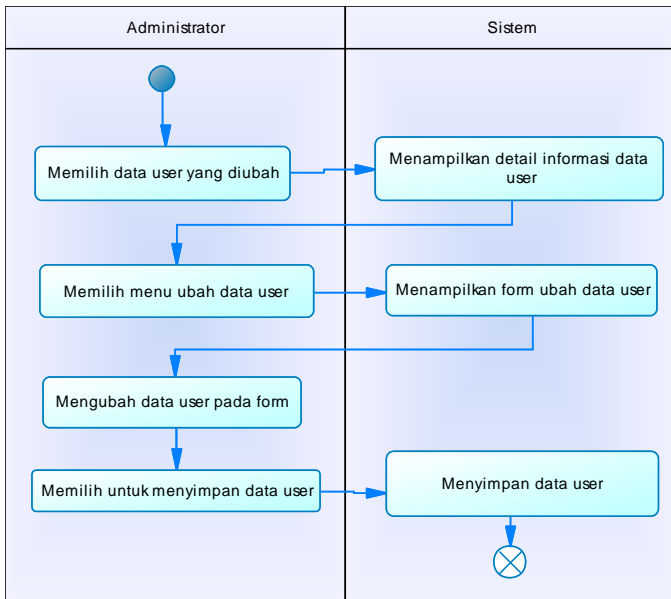 Administrator
Sistem
Memilih data user yang diubah
Menampilkan detail informasi data
user
Memilih menu ubah data user
Menampilkan form ubah data user
Mengubah data user pada form
Memilih untuk menyimpan data user
Menyimpan data user